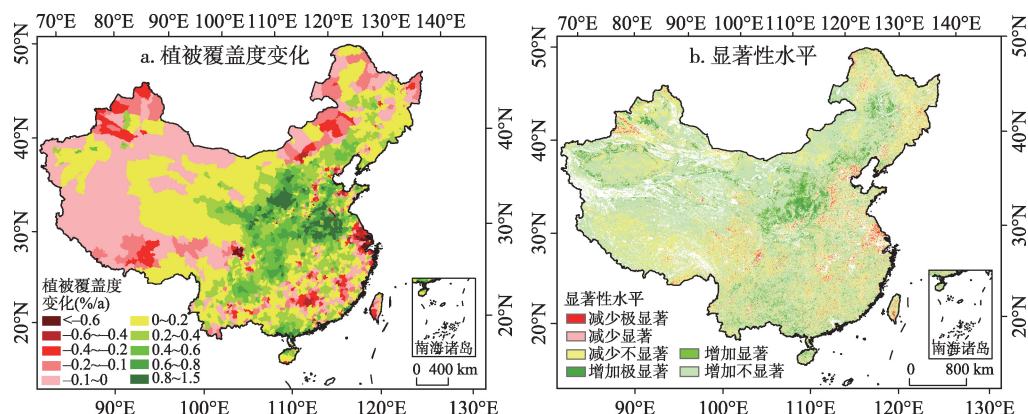 70°E 80°E 90°E 100°E 110°E 120°E 130°E 140°E
a. 植被覆盖度变化
50°N
40°N
30°N
20°N
50°N
40°N
30°N
20°N
植被覆盖度
变化(%/a)
<–0.6
–0.6~–0.4
–0.4~–0.2
–0.2~–0.1
–0.1~0
0~0.2
0.2~0.4
0.4~0.6
0.6~0.8
0.8~1.5
南海诸岛
0 400 km
90°E 100°E 110°E 120°E 130°E
70°E 80°E 90°E 100°E 110°E 120°E 130°E 140°E
b. 显著性水平
50°N
40°N
30°N
20°N
50°N
40°N
30°N
20°N
显著性水平
减少极显著
减少显著
减少不显著
增加极显著
增加显著
增加不显著
南海诸岛
0 800 km
90°E 100°E 110°E 120°E 130°E